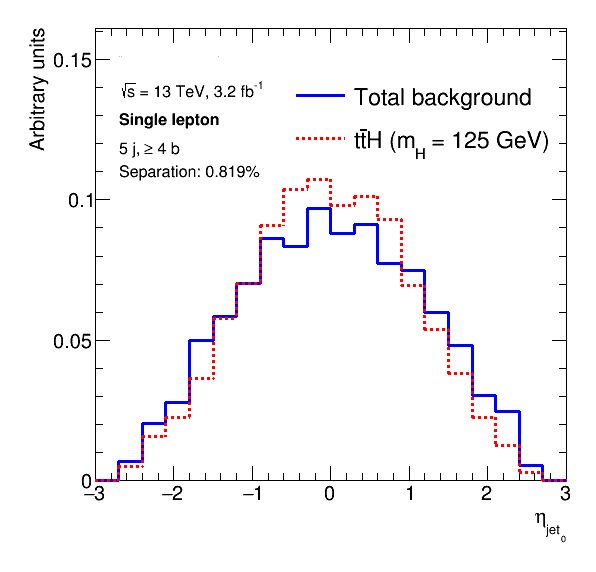 Arbitrary units
0.15
0.1
0.05
0
√s = 13 TeV, 3.2 fb⁻¹
Single lepton
5 j, ≥ 4 b
Separation: 0.819%
Total background
tt̄H (m_H = 125 GeV)
−3 −2 −1 0 1 2 3
η_jet_0